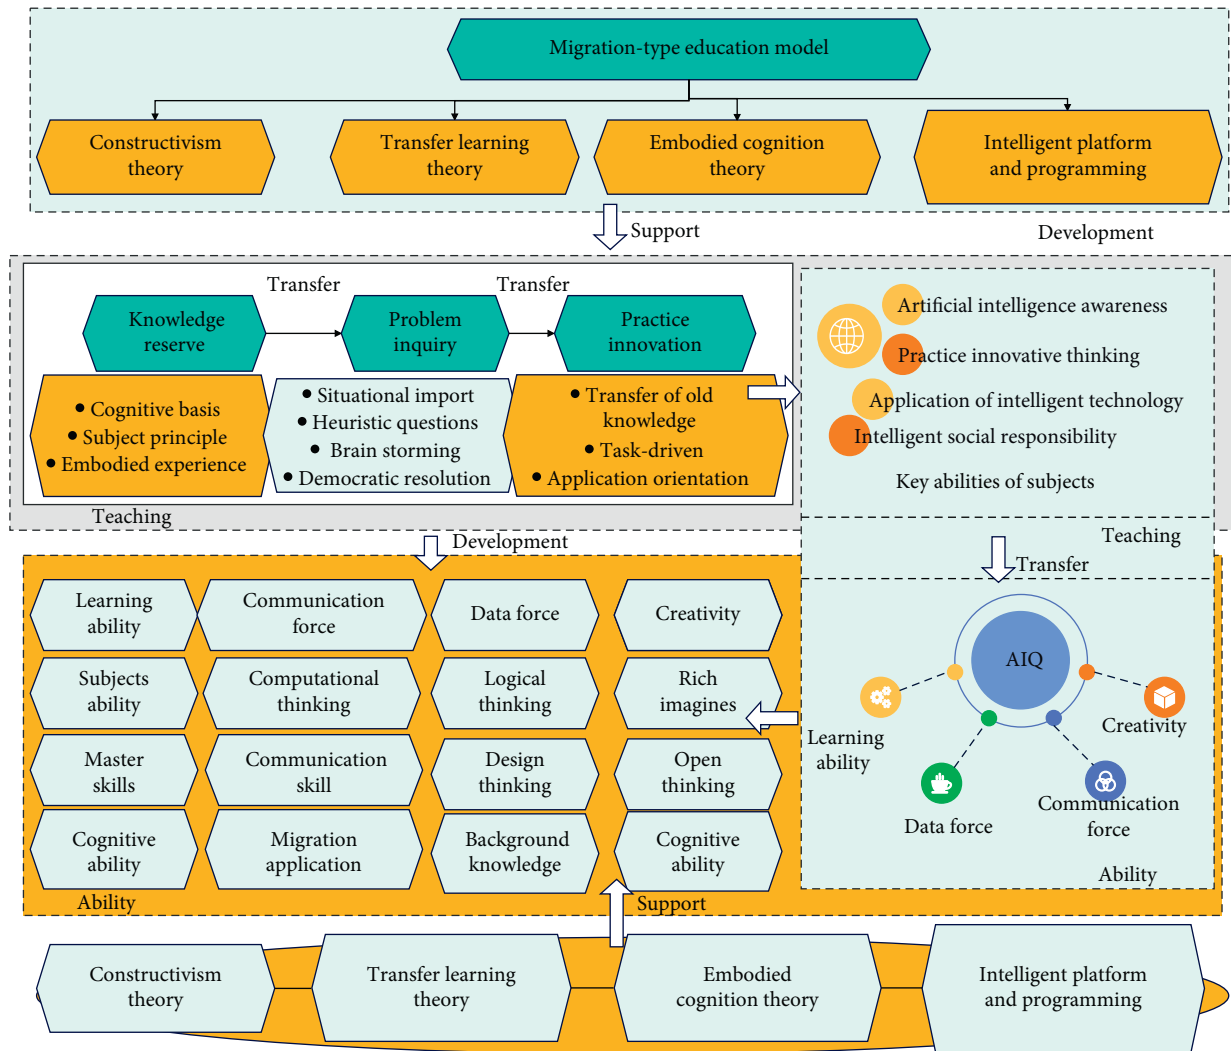 Migration-type education model
Constructivism
theory
Transfer learning
theory
Embodied cognition
theory
Intelligent platform
and programming
Support
Development
Transfer
Transfer
Knowledge
reserve
Problem
inquiry
Practice
innovation
• Cognitive basis
• Subject principle
• Embodied experience
• Situational import
• Heuristic questions
• Brain storming
• Democratic resolution
• Transfer of old
knowledge
• Task-driven
• Application orientation
Teaching
Artificial intelligence awareness
Practice innovative thinking
Application of intelligent technology
Intelligent social responsibility
Key abilities of subjects
Teaching
Development
Transfer
Learning
ability
Communication
force
Data force
Creativity
Subjects
ability
Computational
thinking
Logical
thinking
Rich
imagines
Master
skills
Communication
skill
Design
thinking
Open
thinking
Cognitive
ability
Migration
application
Background
knowledge
Cognitive
ability
Ability
AIQ
Learning
ability
Data force
Communication
force
Creativity
Ability
Support
Constructivism
theory
Transfer learning
theory
Embodied
cognition theory
Intelligent platform
and programming